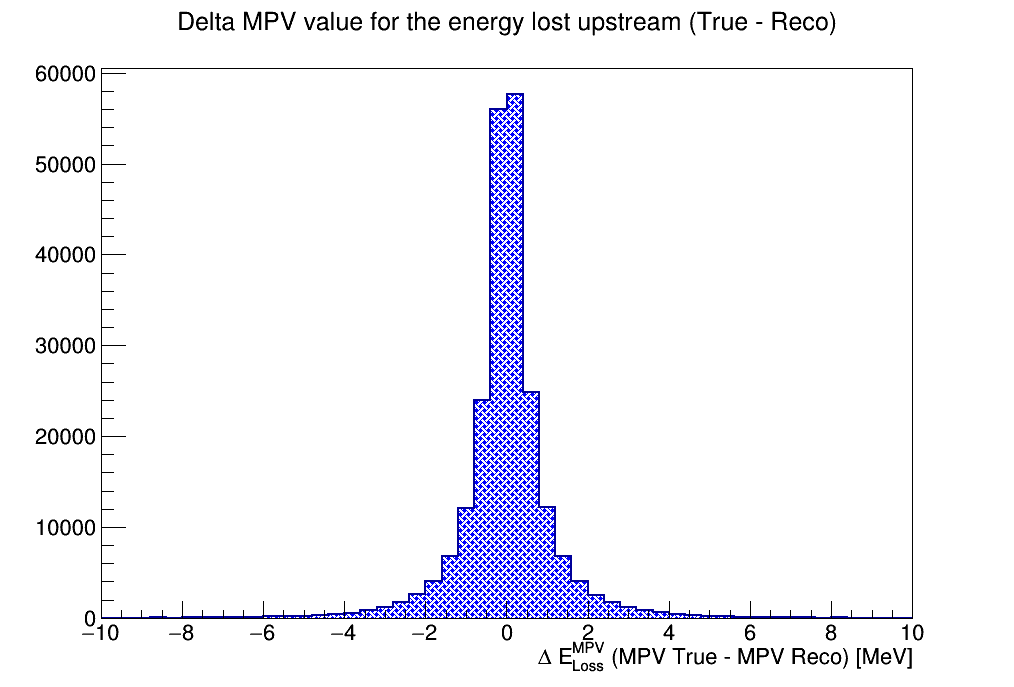 Delta MPV value for the energy lost upstream (True - Reco)
60000
50000
40000
30000
20000
10000
0
−10 −8 −6 −4 −2 0 2 4 6 8 10
Δ E^MPV_Loss (MPV True - MPV Reco) [MeV]